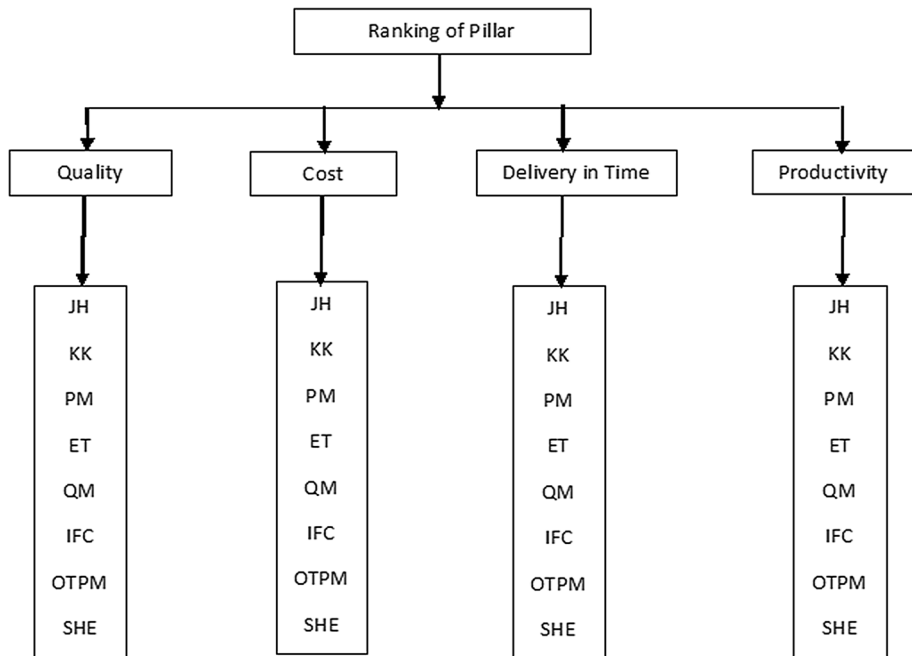 Ranking of Pillar
Quality
Cost
Delivery in Time
Productivity
JH
KK
PM
ET
QM
IFC
OTPM
SHE
JH
KK
PM
ET
QM
IFC
OTPM
SHE
JH
KK
PM
ET
QM
IFC
OTPM
SHE
JH
KK
PM
ET
QM
IFC
OTPM
SHE